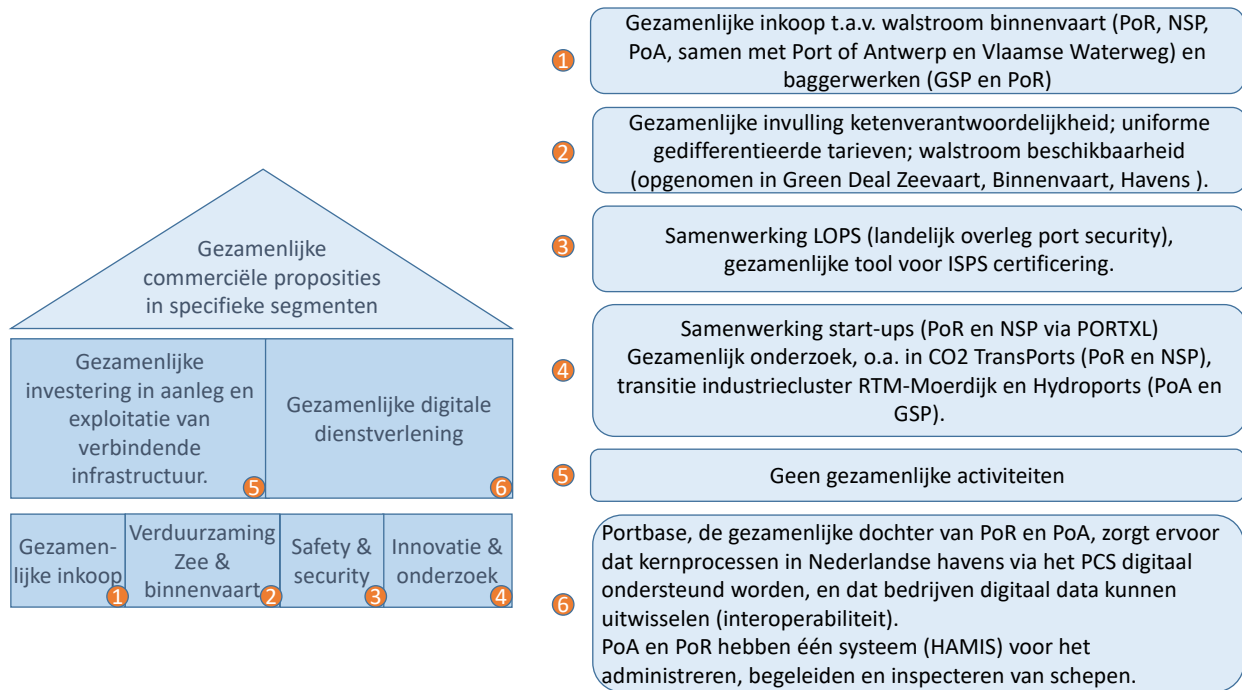 Gezamenlijke
commerciële proposities
in specifieke segmenten
Gezamenlijke
investering in aanleg en
exploitatie van
verbindende
infrastructuur.
5
Gezamenlijke digitale
dienstverlening
6
Gezamen-
lijke inkoop
1
Verduurzaming
Zee &
binnenvaart
2
Safety &
security
3
Innovatie &
onderzoek
4
1
Gezamenlijke inkoop t.a.v. walstroom binnenvaart (PoR, NSP,
PoA, samen met Port of Antwerp en Vlaamse Waterweg) en
baggerwerken (GSP en PoR)
2
Gezamenlijke invulling ketenverantwoordelijkheid; uniforme
gedifferentieerde tarieven; walstroom beschikbaarheid
(opgenomen in Green Deal Zeevaart, Binnenvaart, Havens ).
3
Samenwerking LOPS (landelijk overleg port security),
gezamenlijke tool voor ISPS certificering.
4
Samenwerking start-ups (PoR en NSP via PORTXL)
Gezamenlijk onderzoek, o.a. in CO2 TransPorts (PoR en NSP),
transitie industriecluster RTM-Moerdijk en Hydroports (PoA en
GSP).
5
Geen gezamenlijke activiteiten
6
Portbase, de gezamenlijke dochter van PoR en PoA, zorgt ervoor
dat kernprocessen in Nederlandse havens via het PCS digitaal
ondersteund worden, en dat bedrijven digitaal data kunnen
uitwisselen (interoperabiliteit).
PoA en PoR hebben één systeem (HAMIS) voor het
administreren, begeleiden en inspecteren van schepen.